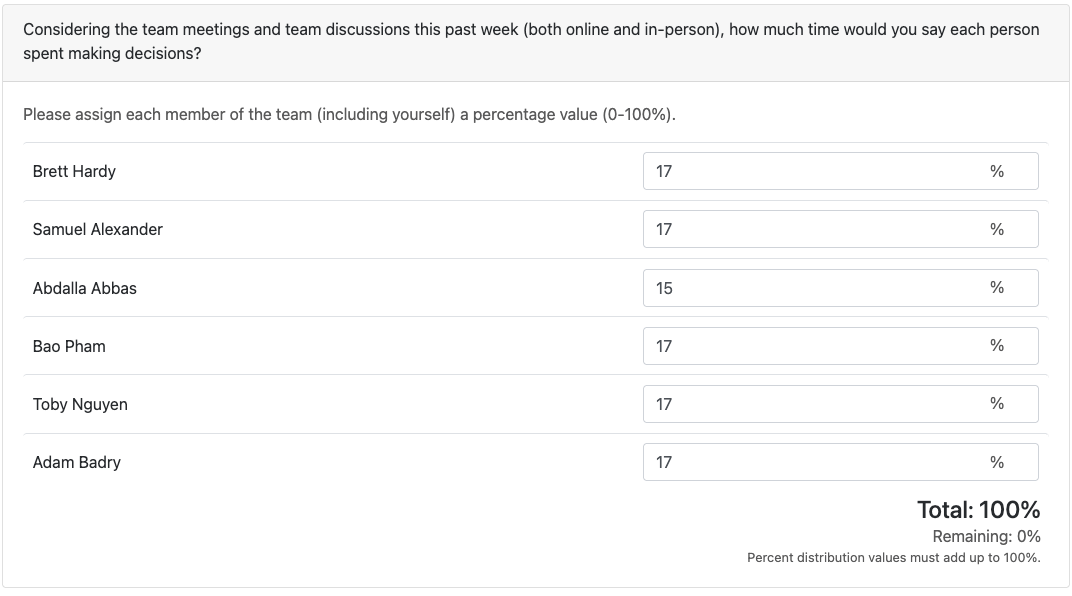 Considering the team meetings and team discussions this past week (both online and in-person), how much time would you say each person
spent making decisions?
Please assign each member of the team (including yourself) a percentage value (0-100%).
Brett Hardy 17 %
Samuel Alexander 17 %
Abdalla Abbas 15 %
Bao Pham 17 %
Toby Nguyen 17 %
Adam Badry 17 %
Total: 100%
Remaining: 0%
Percent distribution values must add up to 100%.